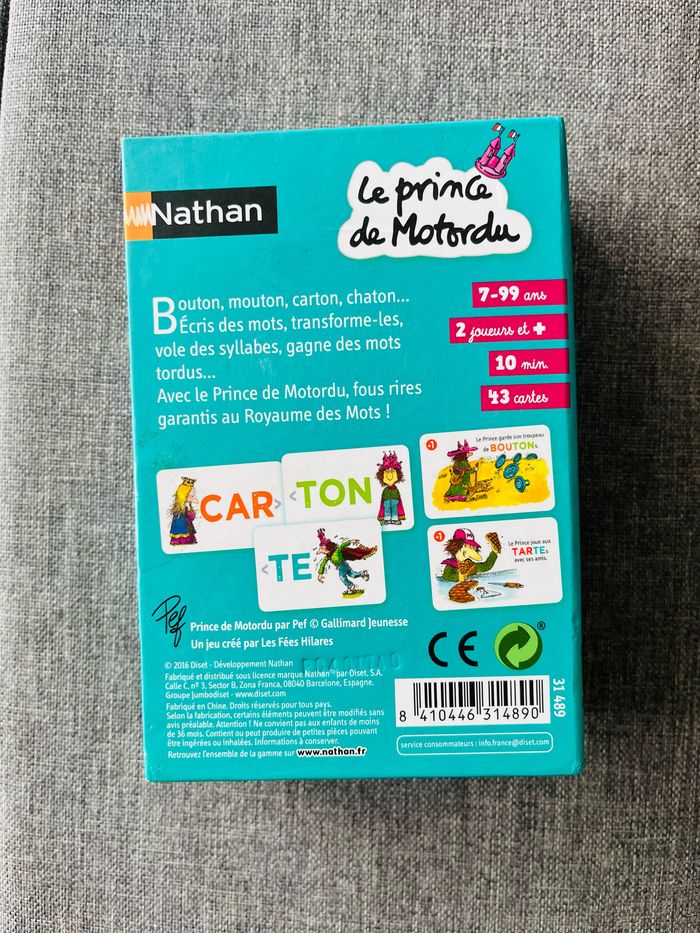 Nathan
Le prince
de Motordu
Bouton, mouton, carton, chaton...
Écris des mots, transforme-les,
vole des syllabes, gagne des mots
tordus...
Avec le Prince de Motordu, fous rires
garantis au Royaume des Mots !
7-99 ans
2 joueurs et +
10 min.
43 cartes
CAR>
<TON
<TE
+1
Le Prince garde son troupeau
de BOUTONs.
+1
Le Prince joue aux
TARTEs
avec ses amis.
Pef
Prince de Motordu par Pef © Gallimard Jeunesse
Un jeu créé par Les Fées Hilares
© 2016 Diset - Développement Nathan
Fabriqué et distribué sous licence marque Nathan® par Diset, S.A.
Calle C, nº 3, Sector B, Zona Franca, 08040 Barcelone, Espagne.
Groupe Jumbodiset - www.diset.com
Fabriqué en Chine. Droits réservés pour tous pays.
Selon la fabrication, certains éléments peuvent être modifiés sans
avis préalable. Attention ! Ne convient pas aux enfants de moins
de 36 mois. Contient ou peut produire de petites pièces pouvant
être ingérées ou inhalées. Informations à conserver.
Retrouvez l'ensemble de la gamme sur www.nathan.fr
CE
®
8 410446 314890
31 489
service consommateurs : info.france@diset.com